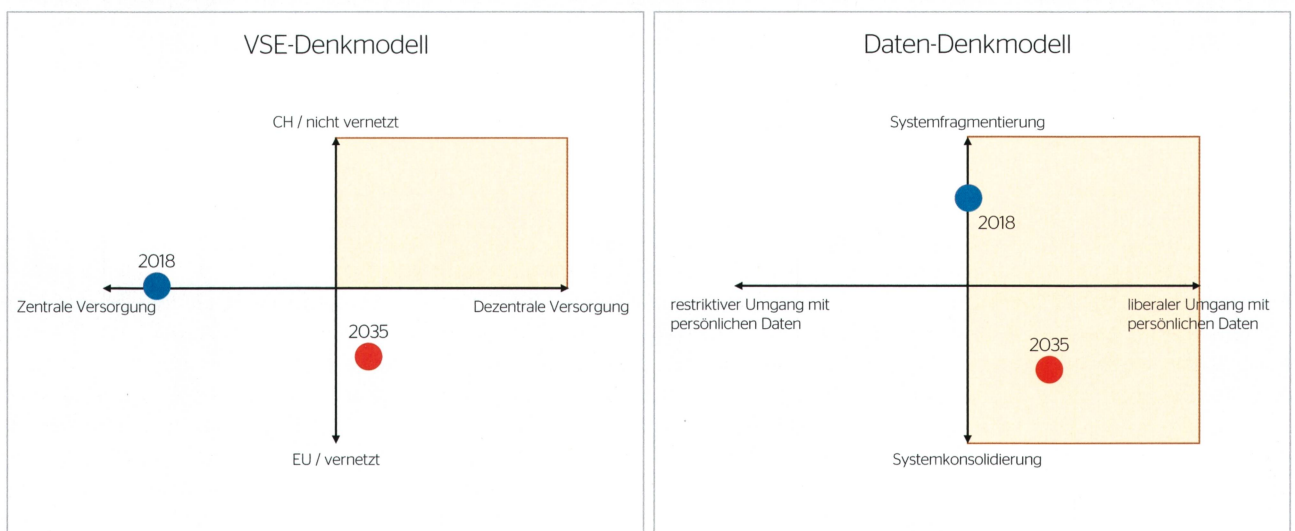 VSE-Denkmodell
CH / nicht vernetzt
2018
Zentrale Versorgung
Dezentrale Versorgung
2035
EU / vernetzt
Daten-Denkmodell
Systemfragmentierung
2018
restriktiver Umgang mit
persönlichen Daten
liberaler Umgang mit
persönlichen Daten
2035
Systemkonsolidierung